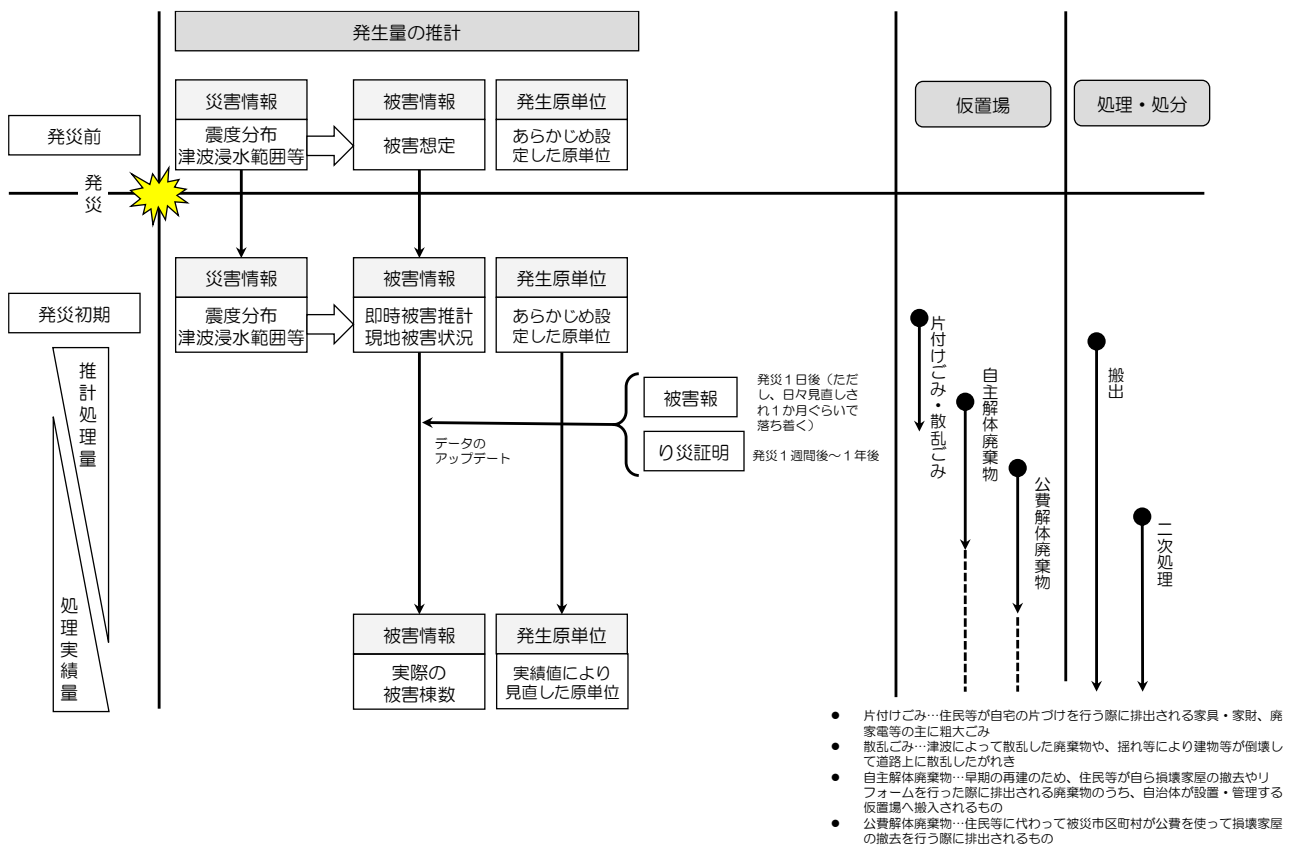 発生量の推計
仮置場
処理・処分
発災前
災害情報
震度分布
津波浸水範囲等
被害情報
被害想定
発生原単位
あらかじめ設
定した原単位
発災
発災初期
災害情報
震度分布
津波浸水範囲等
被害情報
即時被害推計
現地被害状況
発生原単位
あらかじめ設
定した原単位
推計処理量
処理実績量
データの
アップデート
被害報
発災1日後(ただ
し、日々見直しさ
れ1か月ぐらいで
落ち着く)
り災証明
発災1週間後~1年後
被害情報
実際の
被害棟数
発生原単位
実績値により
見直した原単位
片付けごみ・散乱ごみ
自主解体廃棄物
公費解体廃棄物
搬出
二次処理
● 片付けごみ…住民等が自宅の片づけを行う際に排出される家具・家財、廃
家電等の主に粗大ごみ
● 散乱ごみ…津波によって散乱した廃棄物や、揺れ等により建物等が倒壊し
て道路上に散乱したがれき
● 自主解体廃棄物…早期の再建のため、住民等が自ら損壊家屋の撤去やリ
フォームを行った際に排出される廃棄物のうち、自治体が設置・管理する
仮置場へ搬入されるもの
● 公費解体廃棄物…住民等に代わって被災市区町村が公費を使って損壊家屋
の撤去を行う際に排出されるもの